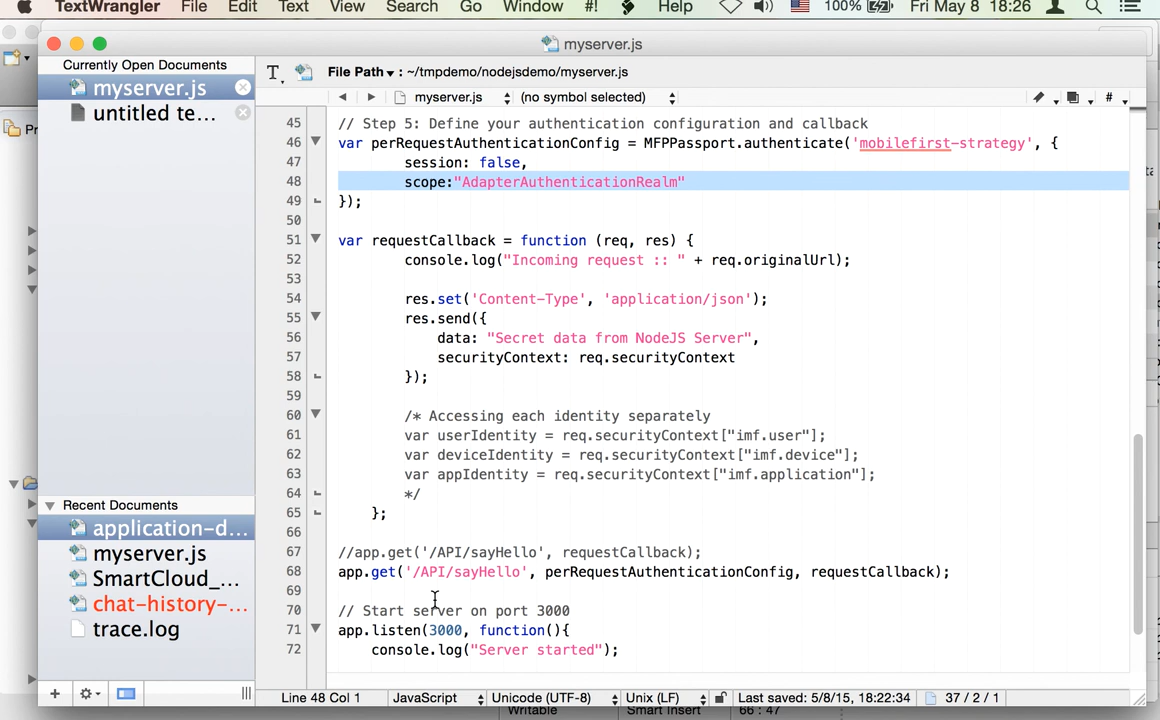 TextWrangler File Edit Text View Search Go Window #! Help 100% Fri May 8 18:26
myserver.js
Currently Open Documents
myserver.js
untitled te...
T File Path : ~/tmpdemo/nodejsdemo/myserver.js
myserver.js (no symbol selected) #
45 // Step 5: Define your authentication configuration and callback
46 var perRequestAuthenticationConfig = MFPPassport.authenticate('mobilefirst-strategy', {
47 session: false,
48 scope:"AdapterAuthenticationRealm"
49 });
50
51 var requestCallback = function (req, res) {
52 console.log("Incoming request :: " + req.originalUrl);
53
54 res.set('Content-Type', 'application/json');
55 res.send({
56 data: "Secret data from NodeJS Server",
57 securityContext: req.securityContext
58 });
59
60 /* Accessing each identity separately
61 var userIdentity = req.securityContext["imf.user"];
62 var deviceIdentity = req.securityContext["imf.device"];
63 var appIdentity = req.securityContext["imf.application"];
64 */
65 };
66
67 //app.get('/API/sayHello', requestCallback);
68 app.get('/API/sayHello', perRequestAuthenticationConfig, requestCallback);
69
70 // Start server on port 3000
71 app.listen(3000, function(){
72 console.log("Server started");
Recent Documents
application-d...
myserver.js
SmartCloud_...
chat-history-...
trace.log
Line 48 Col 1 JavaScript Unicode (UTF-8) Unix (LF) Last saved: 5/8/15, 18:22:34 37 / 2 / 1
Writable Smart Insert 66 : 47
Pr